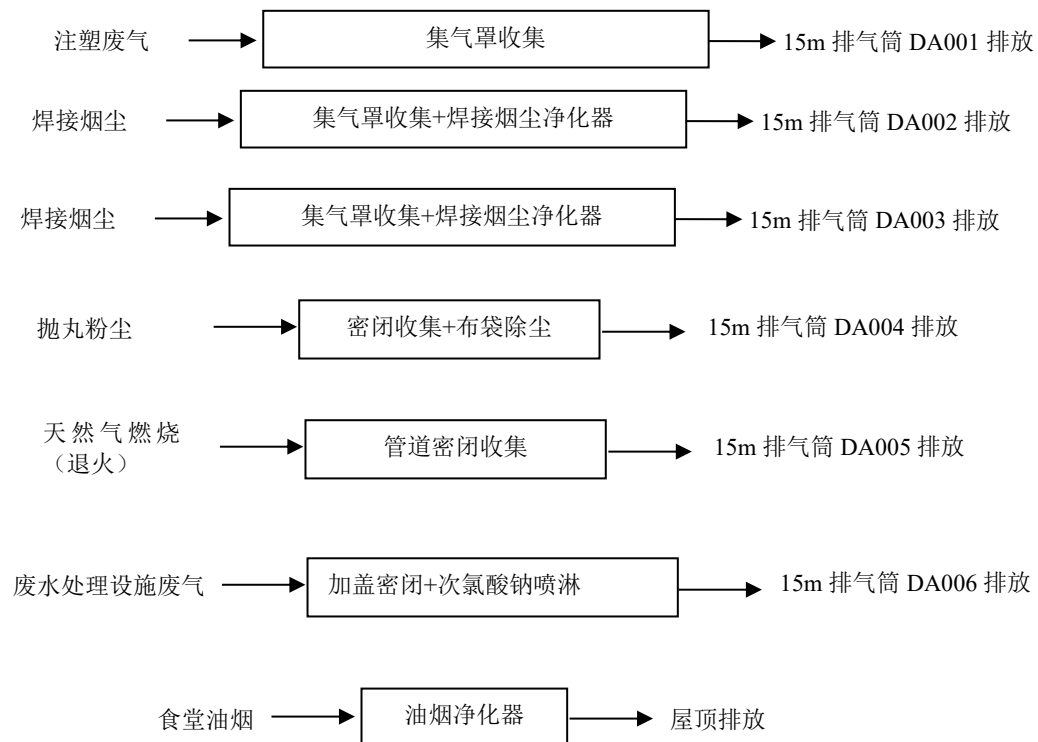 注塑废气 集气罩收集 15m 排气筒 DA001 排放
焊接烟尘 集气罩收集+焊接烟尘净化器 15m 排气筒 DA002 排放
焊接烟尘 集气罩收集+焊接烟尘净化器 15m 排气筒 DA003 排放
抛丸粉尘 密闭收集+布袋除尘 15m 排气筒 DA004 排放
天然气燃烧
（退火） 管道密闭收集 15m 排气筒 DA005 排放
废水处理设施废气 加盖密闭+次氯酸钠喷淋 15m 排气筒 DA006 排放
食堂油烟 油烟净化器 屋顶排放